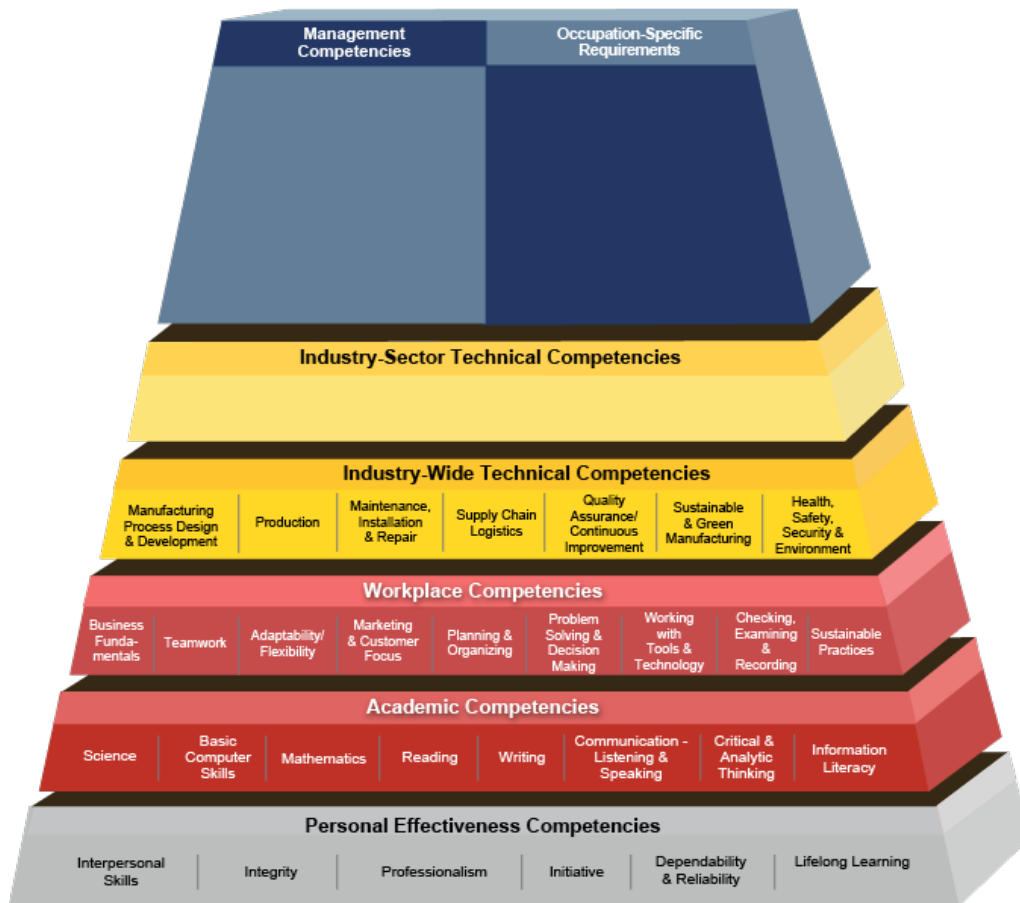 Management
Competencies
Occupation-Specific
Requirements
Industry-Sector Technical Competencies
Industry-Wide Technical Competencies
Manufacturing
Process Design
& Development
Production
Maintenance,
Installation
& Repair
Supply Chain
Logistics
Quality
Assurance/
Continuous
Improvement
Sustainable
& Green
Manufacturing
Health,
Safety,
Security &
Environment
Workplace Competencies
Business
Funda-
mentals
Teamwork
Adaptability/
Flexibility
Marketing
& Customer
Focus
Planning &
Organizing
Problem
Solving &
Decision
Making
Working
with
Tools &
Technology
Checking,
Examining
&
Recording
Sustainable
Practices
Academic Competencies
Science
Basic
Computer
Skills
Mathematics
Reading
Writing
Communication -
Listening &
Speaking
Critical &
Analytic
Thinking
Information
Literacy
Personal Effectiveness Competencies
Interpersonal
Skills
Integrity
Professionalism
Initiative
Dependability
& Reliability
Lifelong Learning